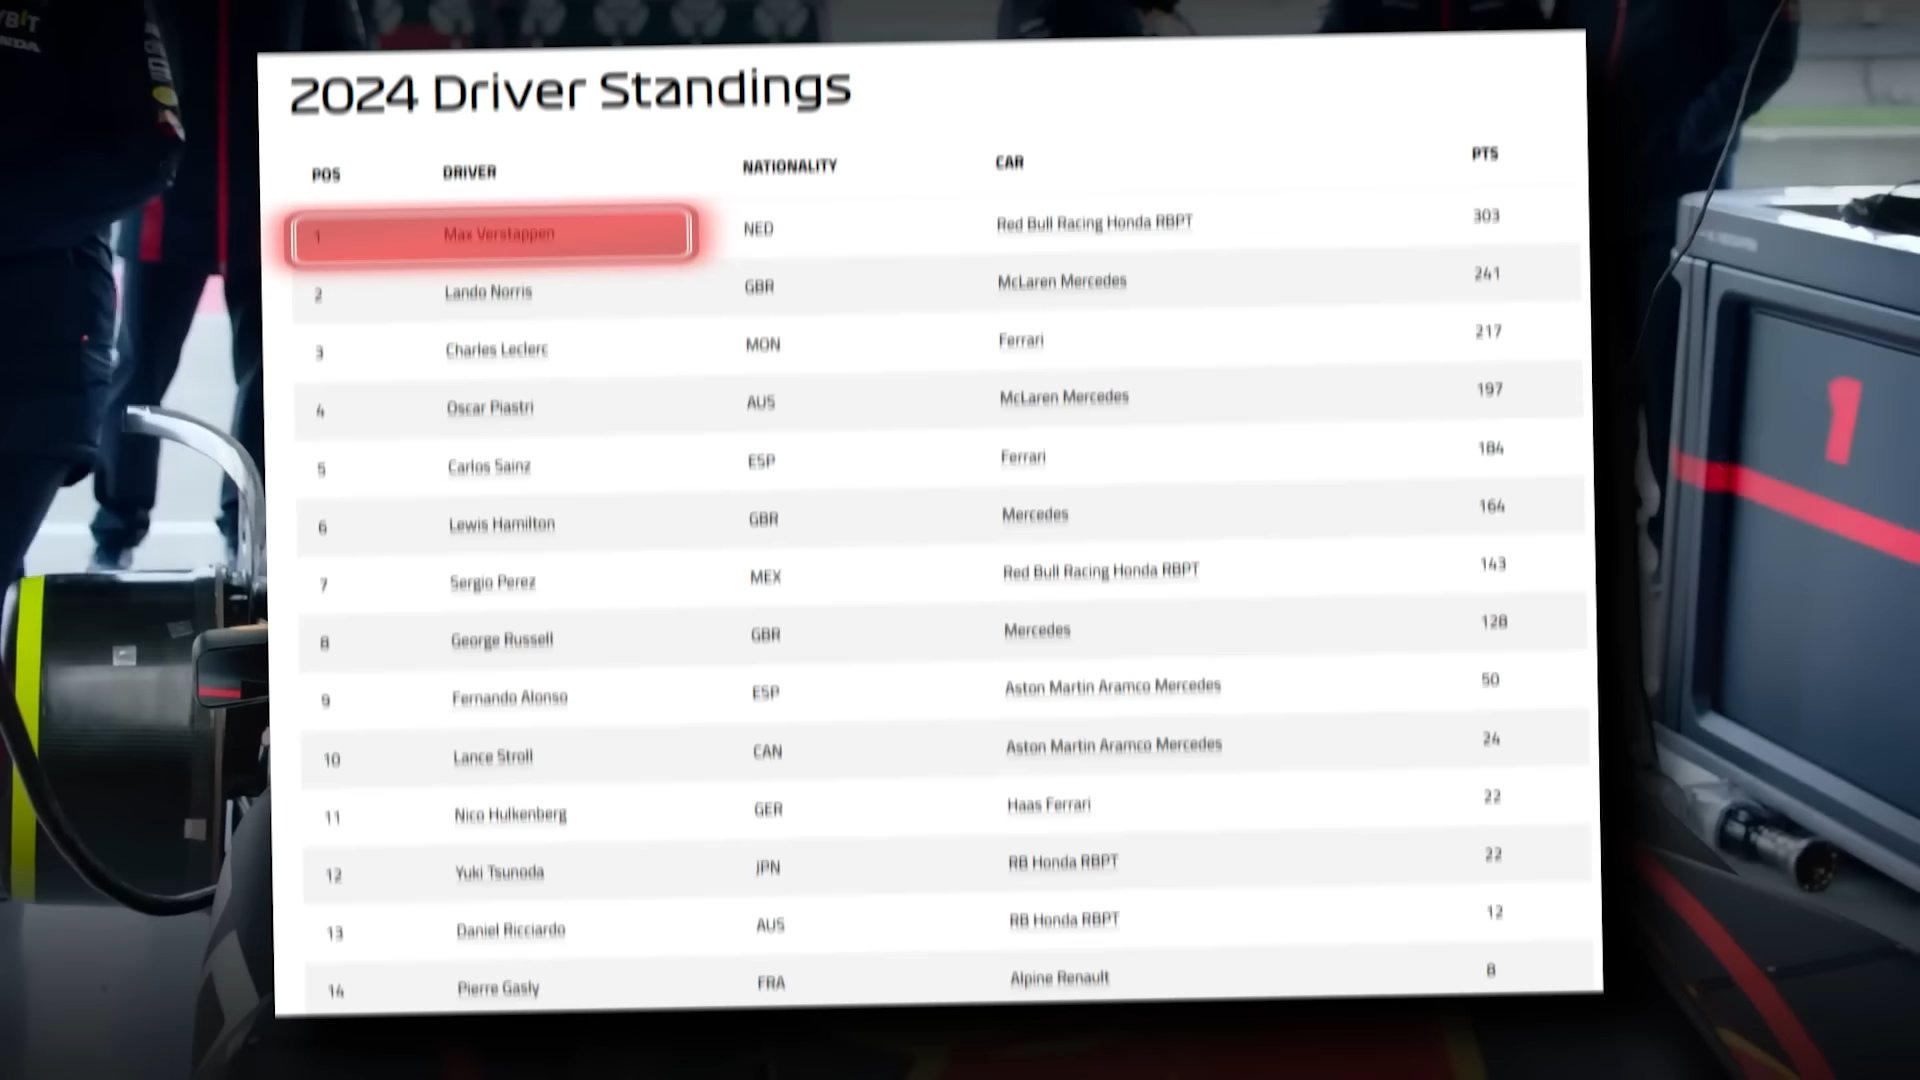 2024 Driver Standings
POS DRIVER NATIONALITY CAR PTS
1 Max Verstappen NED Red Bull Racing Honda RBPT 303
2 Lando Norris GBR McLaren Mercedes 241
3 Charles Leclerc MON Ferrari 217
4 Oscar Piastri AUS McLaren Mercedes 197
5 Carlos Sainz ESP Ferrari 184
6 Lewis Hamilton GBR Mercedes 164
7 Sergio Perez MEX Red Bull Racing Honda RBPT 143
8 George Russell GBR Mercedes 128
9 Fernando Alonso ESP Aston Martin Aramco Mercedes 50
10 Lance Stroll CAN Aston Martin Aramco Mercedes 24
11 Nico Hulkenberg GER Haas Ferrari 22
12 Yuki Tsunoda JPN RB Honda RBPT 22
13 Daniel Ricciardo AUS RB Honda RBPT 12
14 Pierre Gasly FRA Alpine Renault 8
1